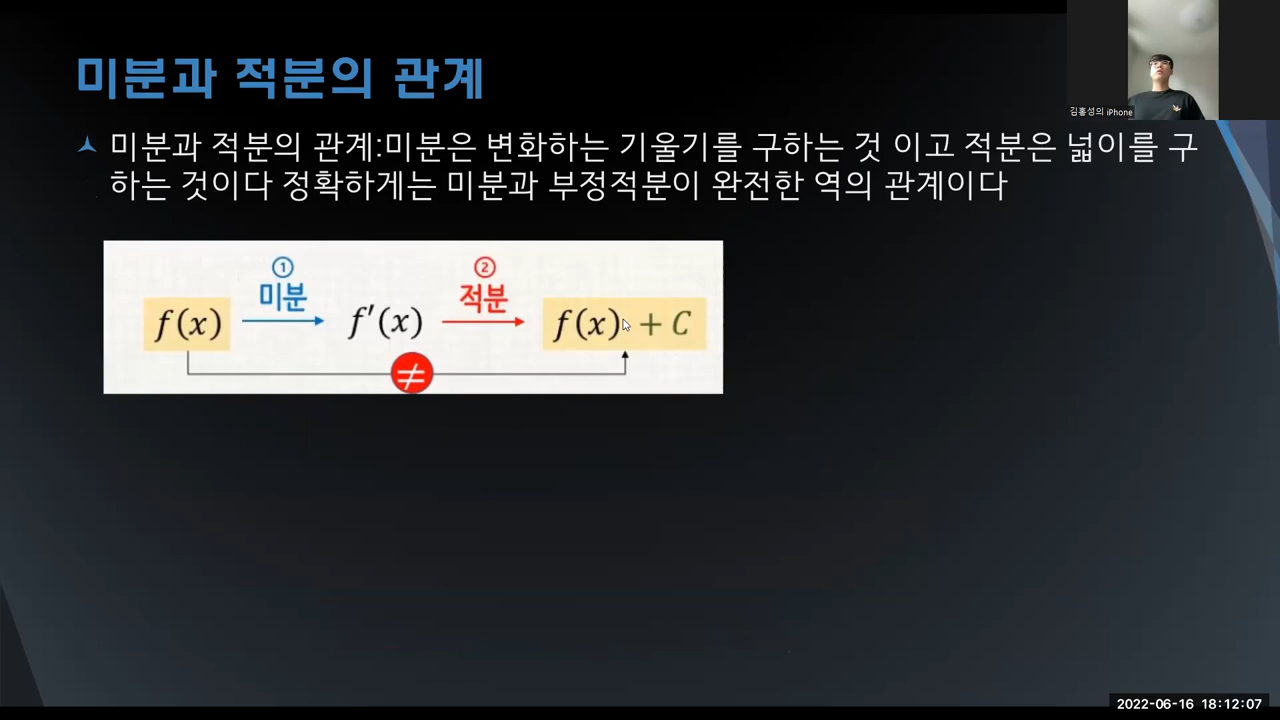 미분과 적분의 관계
김홍성의 iPhone
미분과 적분의 관계:미분은 변화하는 기울기를 구하는 것 이고 적분은 넓이를 구
하는 것이다 정확하게는 미분과 부정적분이 완전한 역의 관계이다
① ②
미분 적분
f(x) f′(x) f(x) + C
≠
2022-06-16 18:12:07